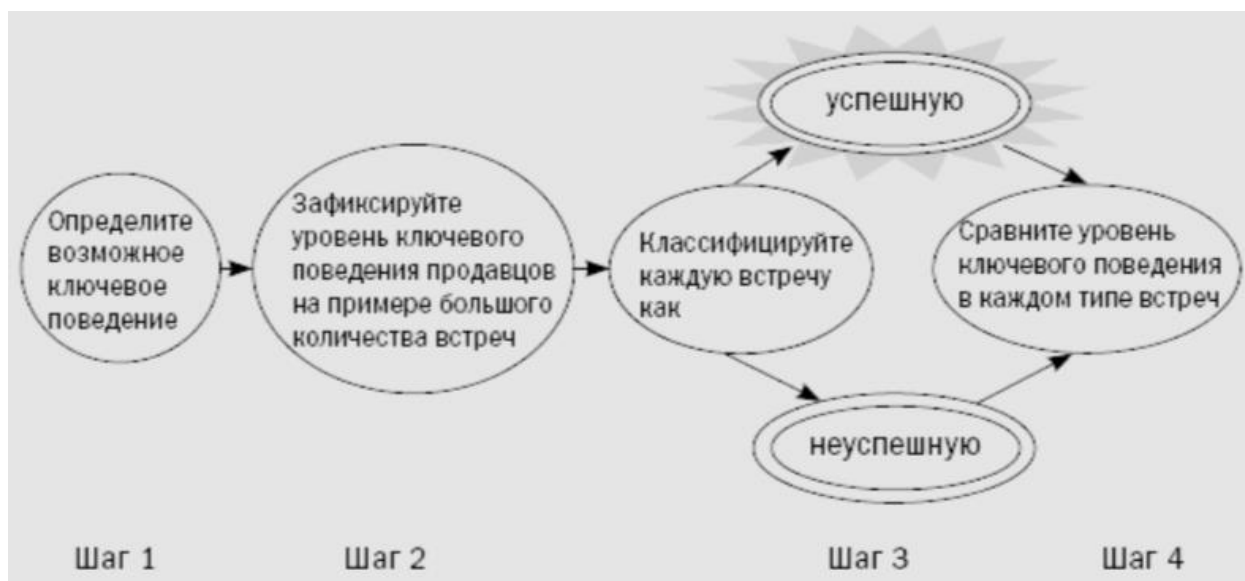 Определите
возможное
ключевое
поведение
Зафиксируйте
уровень ключевого
поведения продавцов
на примере большого
количества встреч
Классифицируйте
каждую встречу
как
успешную
неуспешную
Сравните уровень
ключевого поведения
в каждом типе встреч
Шаг 1
Шаг 2
Шаг 3
Шаг 4